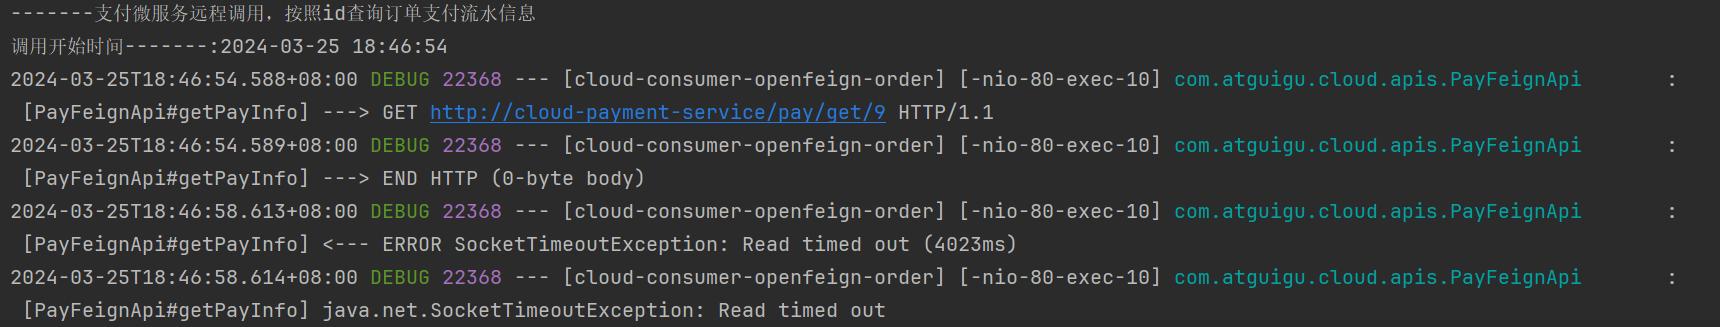 -------支付微服务远程调用，按照id查询订单支付流水信息
调用开始时间-------:2024-03-25 18:46:54
2024-03-25T18:46:54.588+08:00 DEBUG 22368 --- [cloud-consumer-openfeign-order] [-nio-80-exec-10] com.atguigu.cloud.apis.PayFeignApi       :
 [PayFeignApi#getPayInfo] ---> GET http://cloud-payment-service/pay/get/9 HTTP/1.1
2024-03-25T18:46:54.589+08:00 DEBUG 22368 --- [cloud-consumer-openfeign-order] [-nio-80-exec-10] com.atguigu.cloud.apis.PayFeignApi       :
 [PayFeignApi#getPayInfo] ---> END HTTP (0-byte body)
2024-03-25T18:46:58.613+08:00 DEBUG 22368 --- [cloud-consumer-openfeign-order] [-nio-80-exec-10] com.atguigu.cloud.apis.PayFeignApi       :
 [PayFeignApi#getPayInfo] <--- ERROR SocketTimeoutException: Read timed out (4023ms)
2024-03-25T18:46:58.614+08:00 DEBUG 22368 --- [cloud-consumer-openfeign-order] [-nio-80-exec-10] com.atguigu.cloud.apis.PayFeignApi       :
 [PayFeignApi#getPayInfo] java.net.SocketTimeoutException: Read timed out